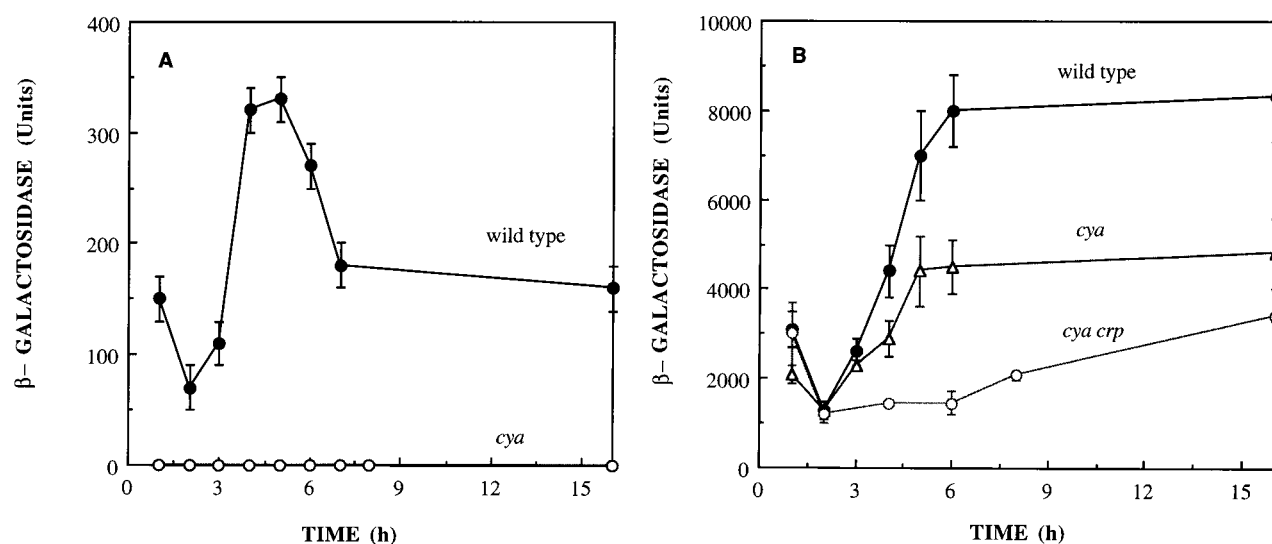 A
400
300
200
100
0
β– GALACTOSIDASE (Units)
wild type
cya
0 3 6 9 12 15
TIME (h)
B
10000
8000
6000
4000
2000
0
β– GALACTOSIDASE (Units)
wild type
cya
cya crp
0 3 6 9 12 15
TIME (h)